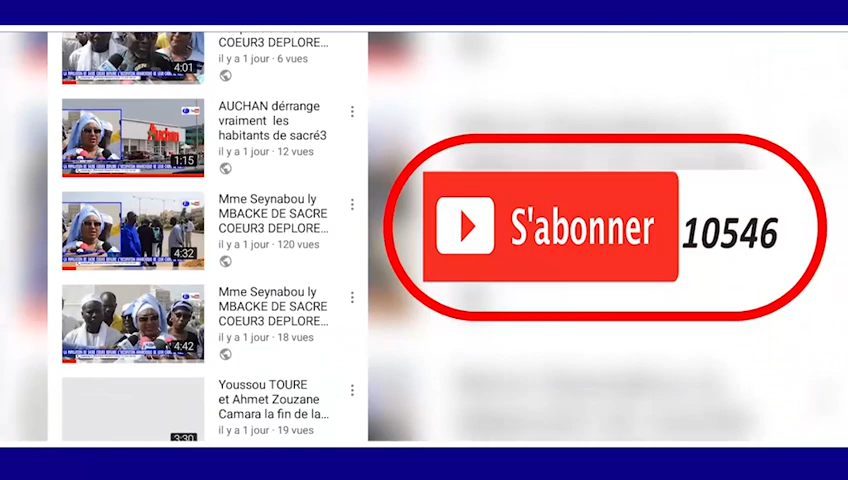 COEUR3 DEPLORE...
il y a 1 jour · 6 vues
4:01
AUCHAN dérrange
vraiment les
habitants de sacré3
il y a 1 jour · 12 vues
Auchan
1:15
Mme Seynabou ly
MBACKE DE SACRE
COEUR3 DEPLORE...
il y a 1 jour · 120 vues
4:32
Mme Seynabou ly
MBACKE DE SACRE
COEUR3 DEPLORE...
il y a 1 jour · 18 vues
4:42
Youssou TOURE
et Ahmet Zouzane
Camara la fin de la...
il y a 1 jour · 19 vues
3:30
S'abonner
10546